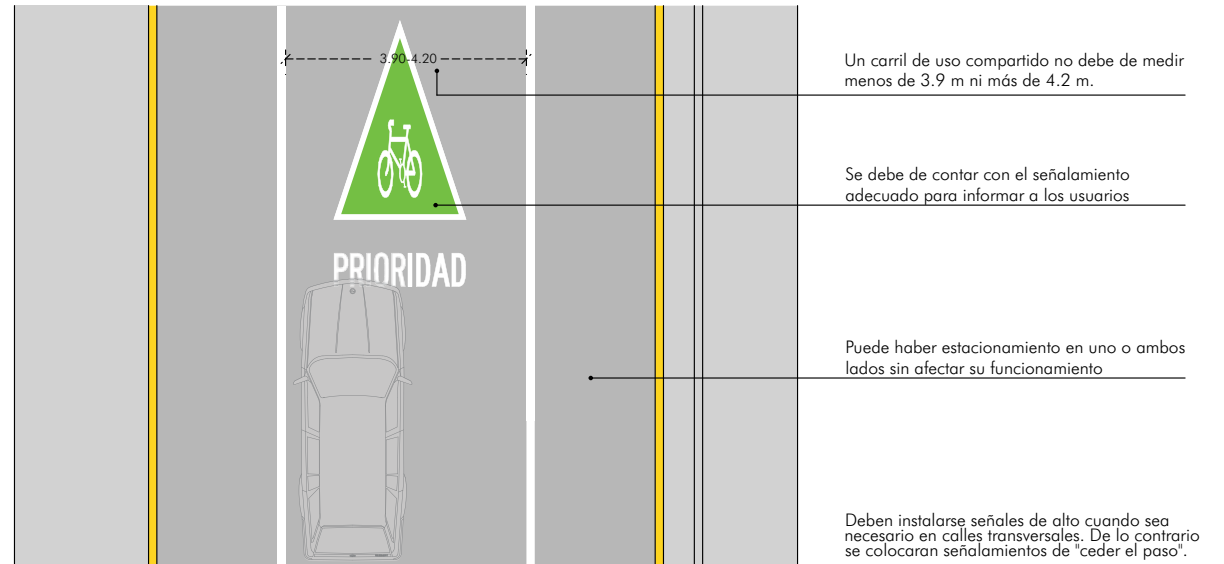 3.90-4.20
Un carril de uso compartido no debe de medir
menos de 3.9 m ni más de 4.2 m.
Se debe de contar con el señalamiento
adecuado para informar a los usuarios
PRIORIDAD
Puede haber estacionamiento en uno o ambos
lados sin afectar su funcionamiento
Deben instalarse señales de alto cuando sea
necesario en calles transversales. De lo contrario
se colocaran señalamientos de "ceder el paso".